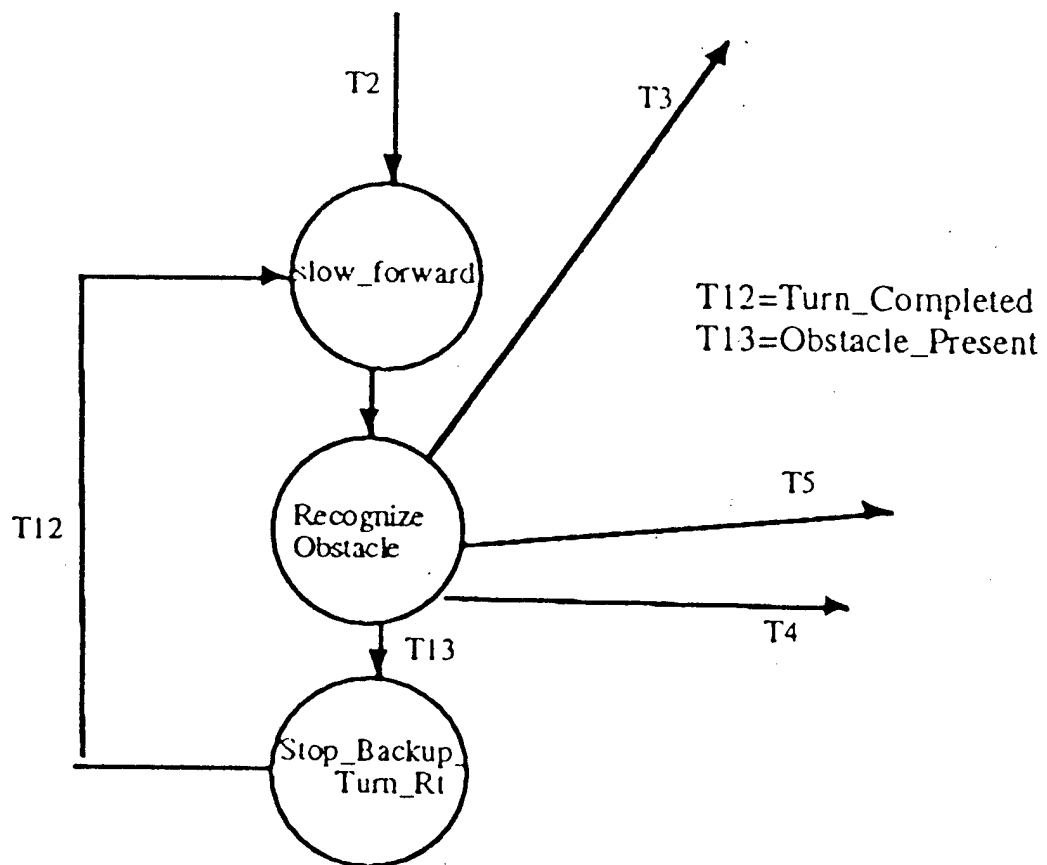 T2
T3
Slow_forward
T12=Turn_Completed
T13=Obstacle_Present
T5
Recognize
Obstacle
T12
T4
T13
Stop_Backup_
Turn_Rt